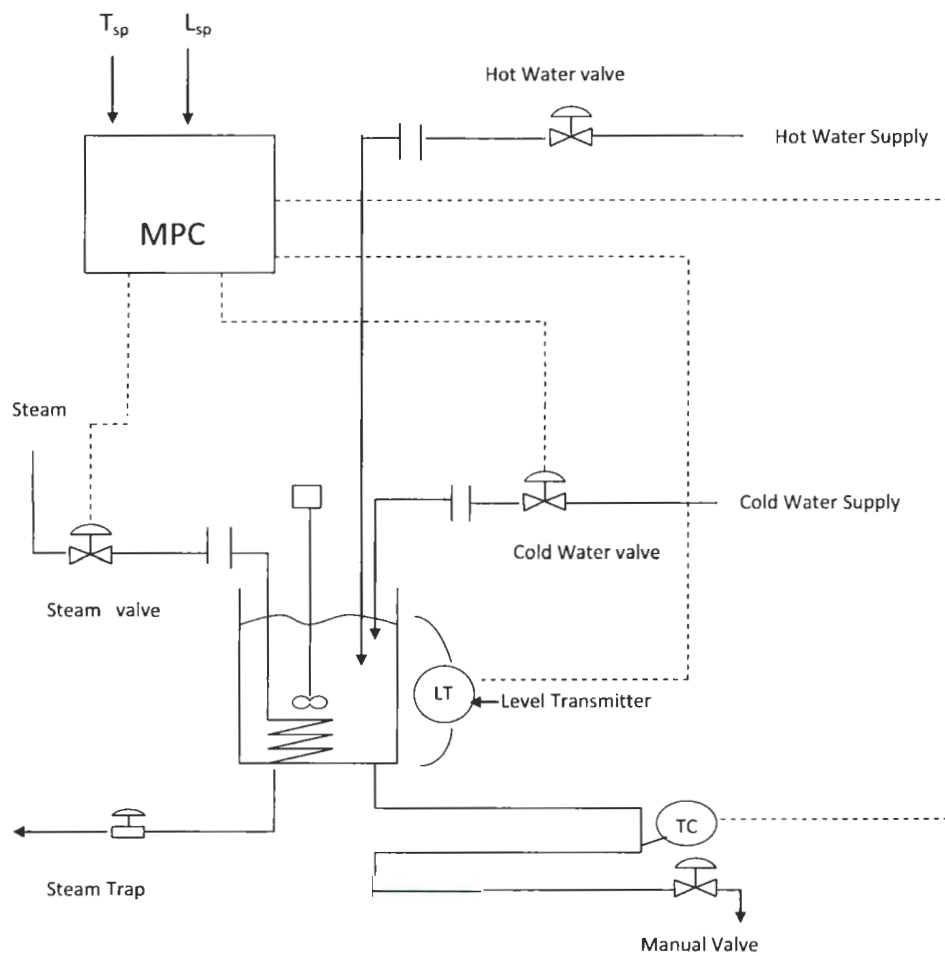 Tsp Lsp
Hot Water valve
Hot Water Supply
MPC
Steam
Cold Water Supply
Cold Water valve
Steam valve
LT
Level Transmitter
TC
Steam Trap
Manual Valve